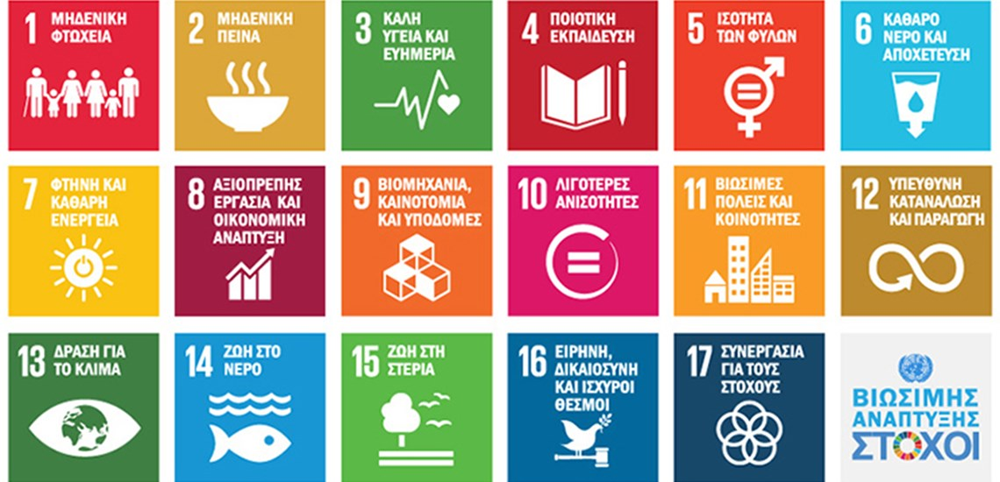 1 ΜΗΔΕΝΙΚΗ
ΦΤΩΧΕΙΑ
2 ΜΗΔΕΝΙΚΗ
ΠΕΙΝΑ
3 ΚΑΛΗ
ΥΓΕΙΑ ΚΑΙ
ΕΥΗΜΕΡΙΑ
4 ΠΟΙΟΤΙΚΗ
ΕΚΠΑΙΔΕΥΣΗ
5 ΙΣΟΤΗΤΑ
ΤΩΝ ΦΥΛΩΝ
6 ΚΑΘΑΡΟ
ΝΕΡΟ ΚΑΙ
ΑΠΟΧΕΤΕΥΣΗ
7 ΦΤΗΝΗ ΚΑΙ
ΚΑΘΑΡΗ
ΕΝΕΡΓΕΙΑ
8 ΑΞΙΟΠΡΕΠΗΣ
ΕΡΓΑΣΙΑ ΚΑΙ
ΟΙΚΟΝΟΜΙΚΗ
ΑΝΑΠΤΥΞΗ
9 ΒΙΟΜΗΧΑΝΙΑ,
ΚΑΙΝΟΤΟΜΙΑ
ΚΑΙ ΥΠΟΔΟΜΕΣ
10 ΛΙΓΟΤΕΡΕΣ
ΑΝΙΣΟΤΗΤΕΣ
11 ΒΙΩΣΙΜΕΣ
ΠΟΛΕΙΣ ΚΑΙ
ΚΟΙΝΟΤΗΤΕΣ
12 ΥΠΕΥΘΥΝΗ
ΚΑΤΑΝΑΛΩΣΗ
ΚΑΙ ΠΑΡΑΓΩΓΗ
13 ΔΡΑΣΗ ΓΙΑ
ΤΟ ΚΛΙΜΑ
14 ΖΩΗ ΣΤΟ
ΝΕΡΟ
15 ΖΩΗ ΣΤΗ
ΣΤΕΡΙΑ
16 ΕΙΡΗΝΗ,
ΔΙΚΑΙΟΣΥΝΗ
ΚΑΙ ΙΣΧΥΡΟΙ
ΘΕΣΜΟΙ
17 ΣΥΝΕΡΓΑΣΙΑ
ΓΙΑ ΤΟΥΣ
ΣΤΟΧΟΥΣ
ΒΙΩΣΙΜΗΣ
ΑΝΑΠΤΥΞΗΣ
ΣΤΟΧΟΙ